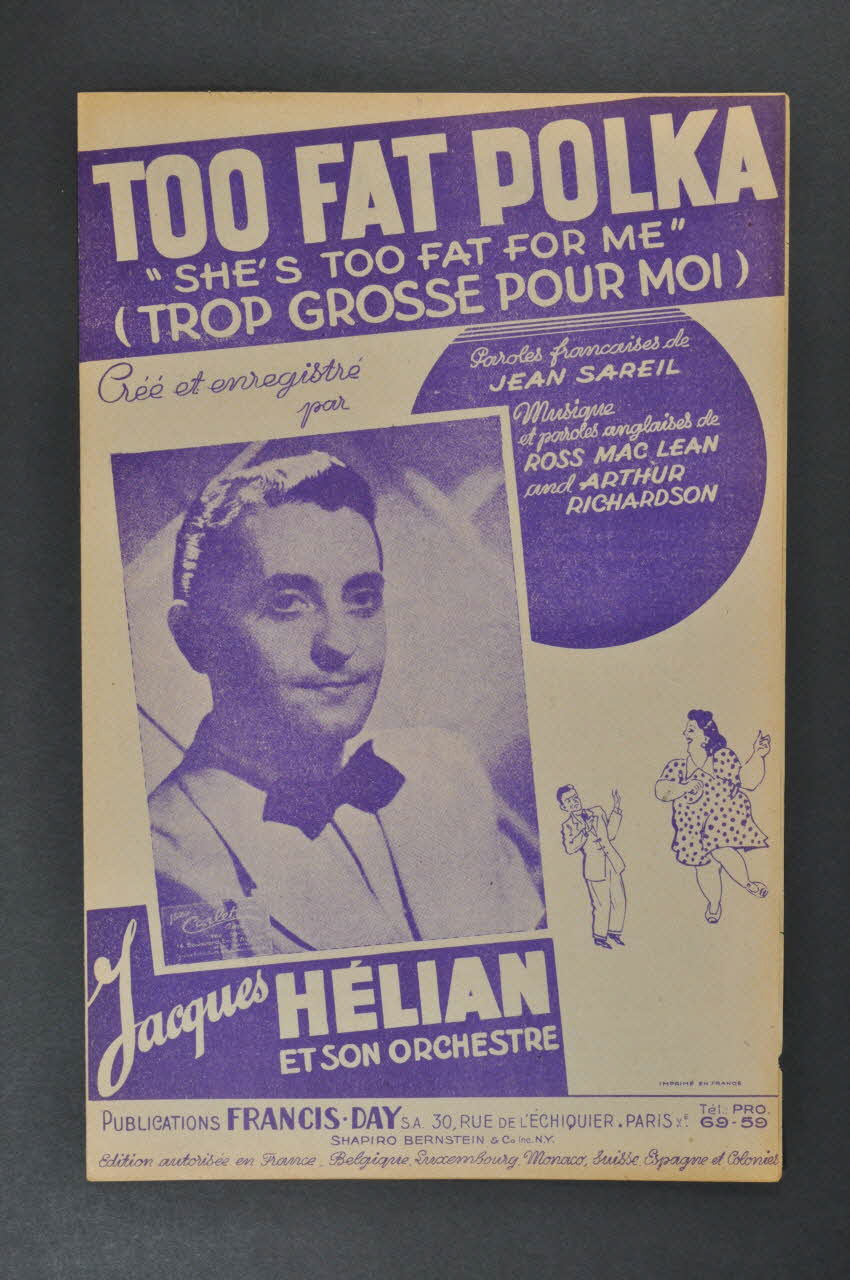 TOO FAT POLKA
"SHE'S TOO FAT FOR ME"
(TROP GROSSE POUR MOI)
Créé et enregistré
par
Paroles francaises de
JEAN SAREIL
Musique
et paroles anglaises de
ROSS MAC LEAN
and ARTHUR
RICHARDSON
Jacques HÉLIAN
ET SON ORCHESTRE
IMPRIMÉ EN FRANCE
PUBLICATIONS FRANCIS-DAY S.A. 30, RUE DE L'ÉCHIQUIER. PARIS Xe. Tél. PRO. 69-59
SHAPIRO BERNSTEIN & Co Inc. N.Y.
Edition autorisée en France - Belgique, Luxembourg, Monaco, Suisse, Espagne et Colonies